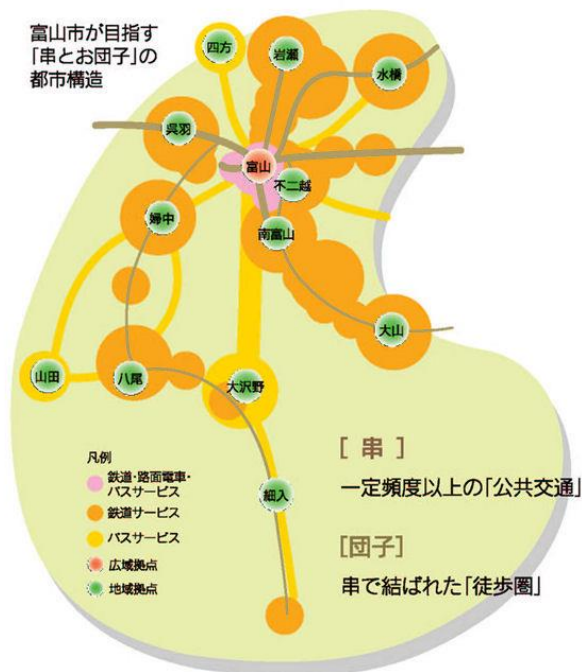 富山市が目指す
「串とお団子」の
都市構造
四方
岩瀬
水橋
呉羽
富山
不二越
婦中
南富山
大山
山田
八尾
大沢野
細入
凡例
鉄道・路面電車・
バスサービス
鉄道サービス
バスサービス
広域拠点
地域拠点
[ 串 ]
一定頻度以上の「公共交通」
[団子]
串で結ばれた「徒歩圏」